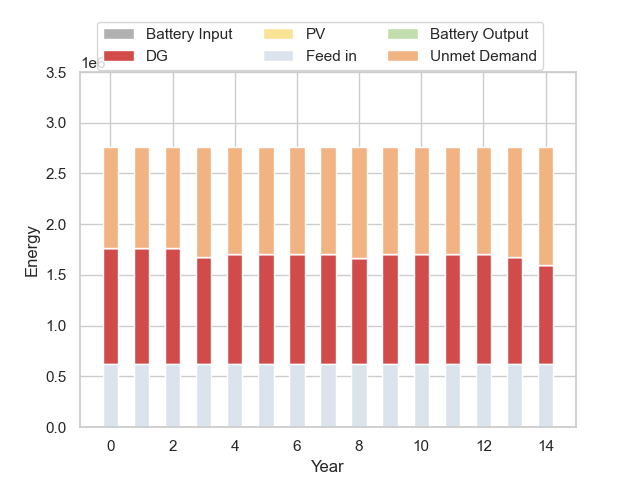 Battery Input PV Battery Output
DG Feed in Unmet Demand
1e6
3.5
3.0
2.5
2.0
1.5
1.0
0.5
0.0
Energy
0 2 4 6 8 10 12 14
Year